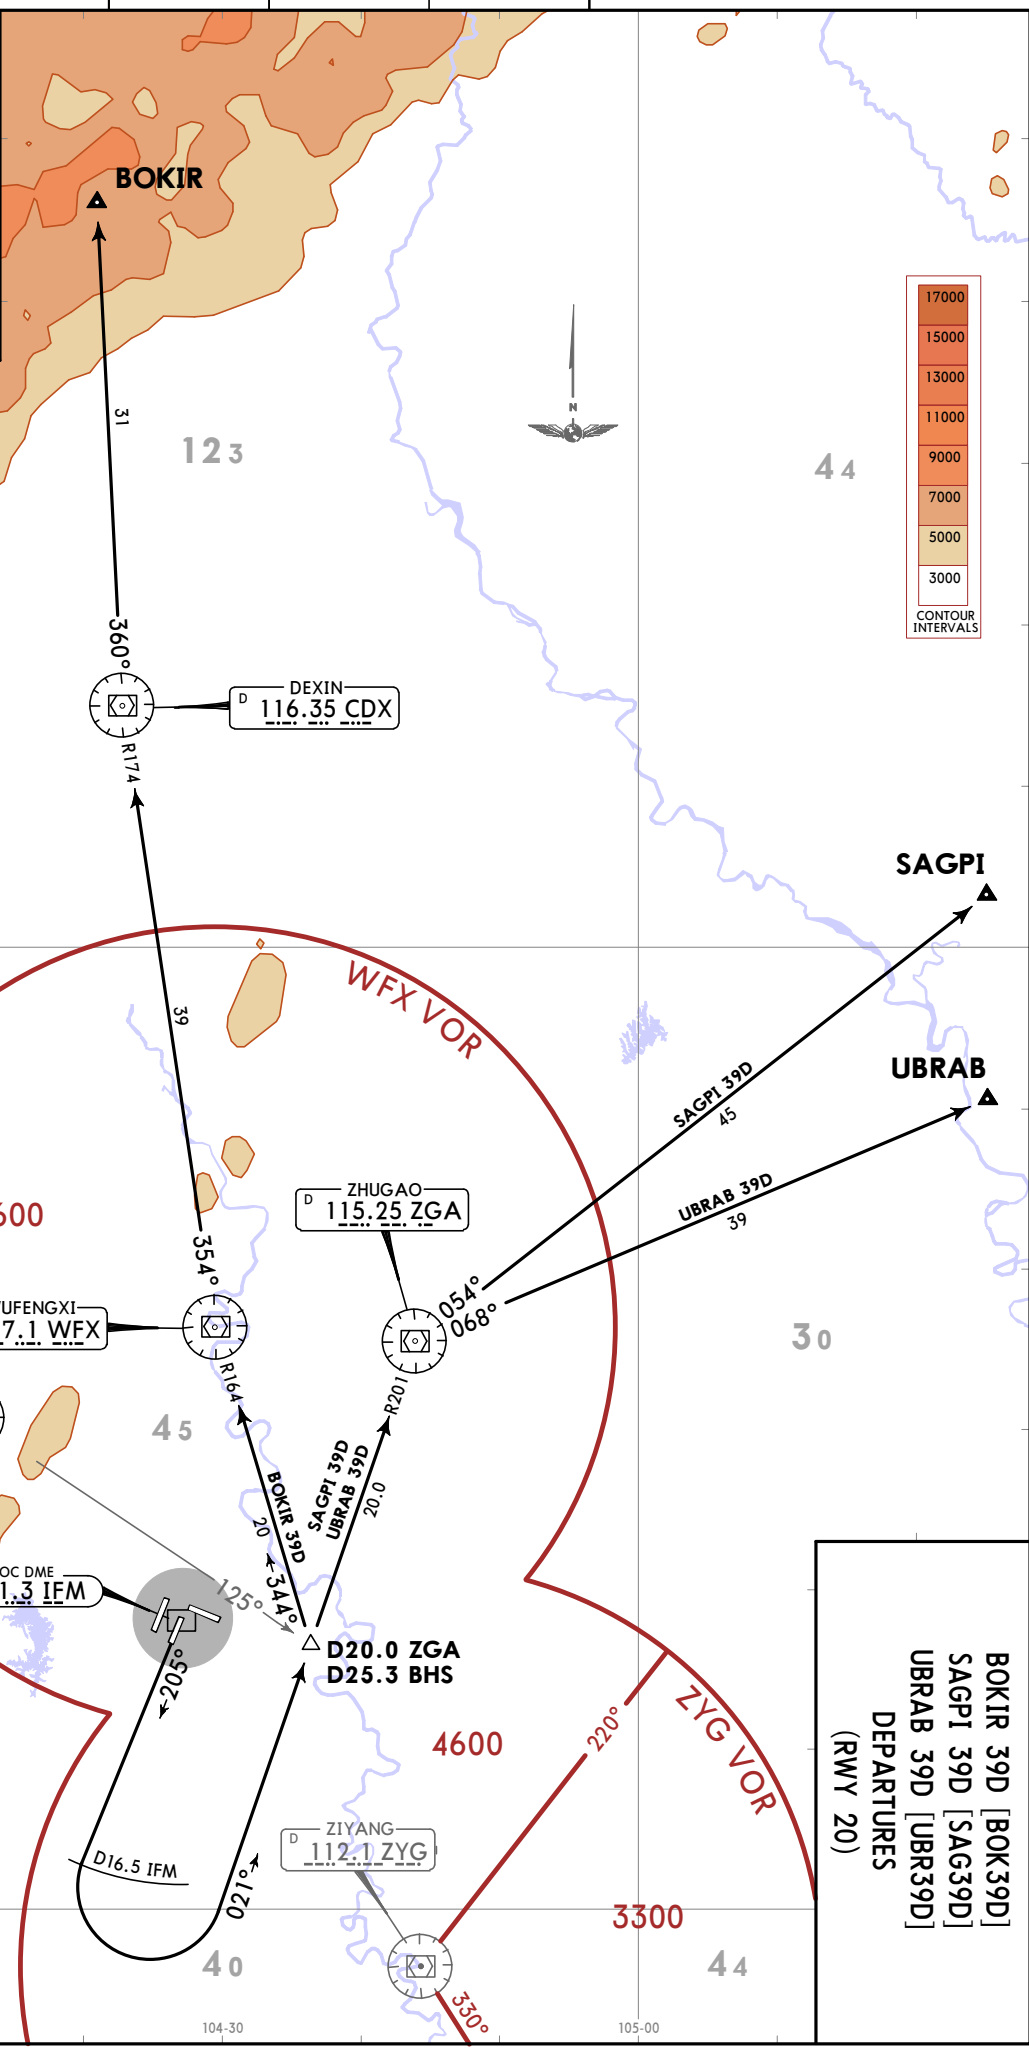 BOKIR
17000
15000
13000
11000
9000
7000
5000
3000
CONTOUR
INTERVALS
31
123
N
44
360°
DEXIN
D 116.35 CDX
R174
SAGPI
39
WFX VOR
UBRAB
SAGPI 39D
45
ZHUGAO
D 115.25 ZGA
UBRAB 39D
39
600
354°
054°
068°
UFENGXI
7.1 WFX
30
R164
R201
45
BOKIR 39D
20
SAGPI 39D
UBRAB 39D
20.0
344°
125°
OC DME
1.3 IFM
D20.0 ZGA
D25.3 BHS
205°
4600
220°
ZYG VOR
BOKIR 39D [BOK39D]
SAGPI 39D [SAG39D]
UBRAB 39D [UBR39D]
DEPARTURES
(RWY 20)
ZIYANG
D 112.1 ZYG
D16.5 IFM
021°
3300
40
44
330°
104-30
105-00